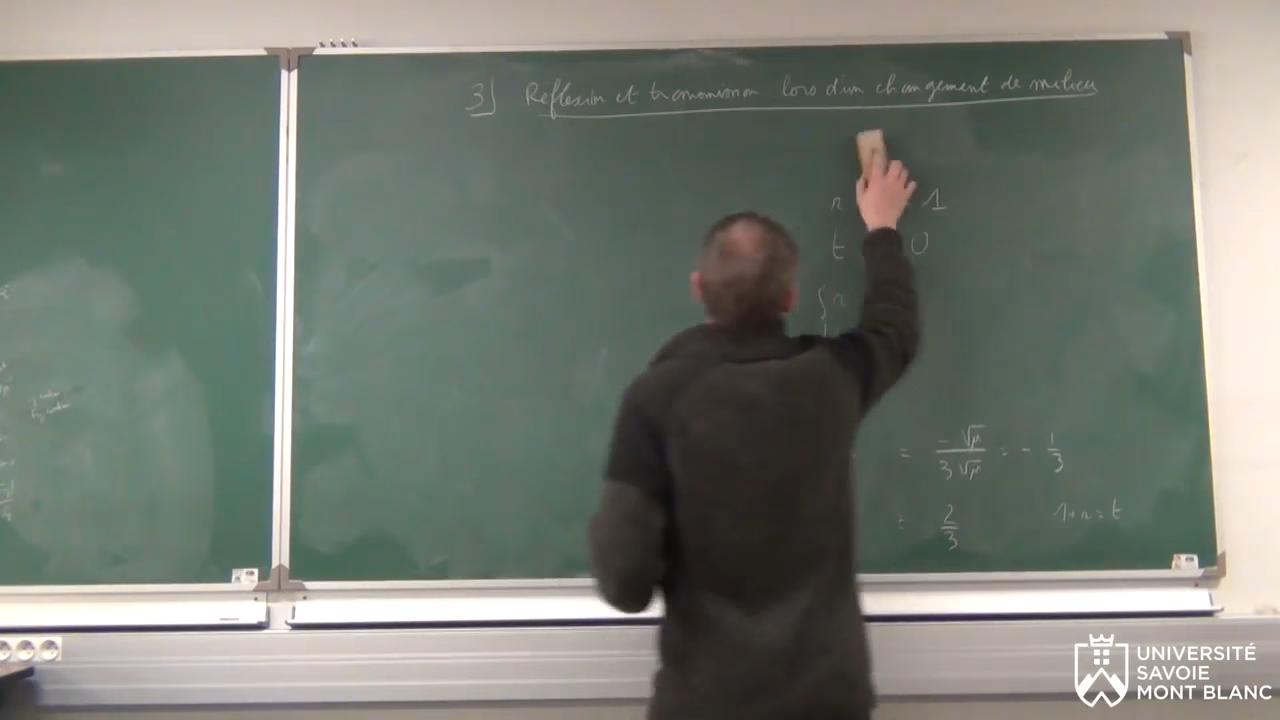 3) Reflexion et transmission lors d'un changement de milieu
r 1
t 0
{ r
= -√μ / 3√μ = - 1/3
= 2/3 1+r=t
UNIVERSITÉ
SAVOIE
MONT BLANC